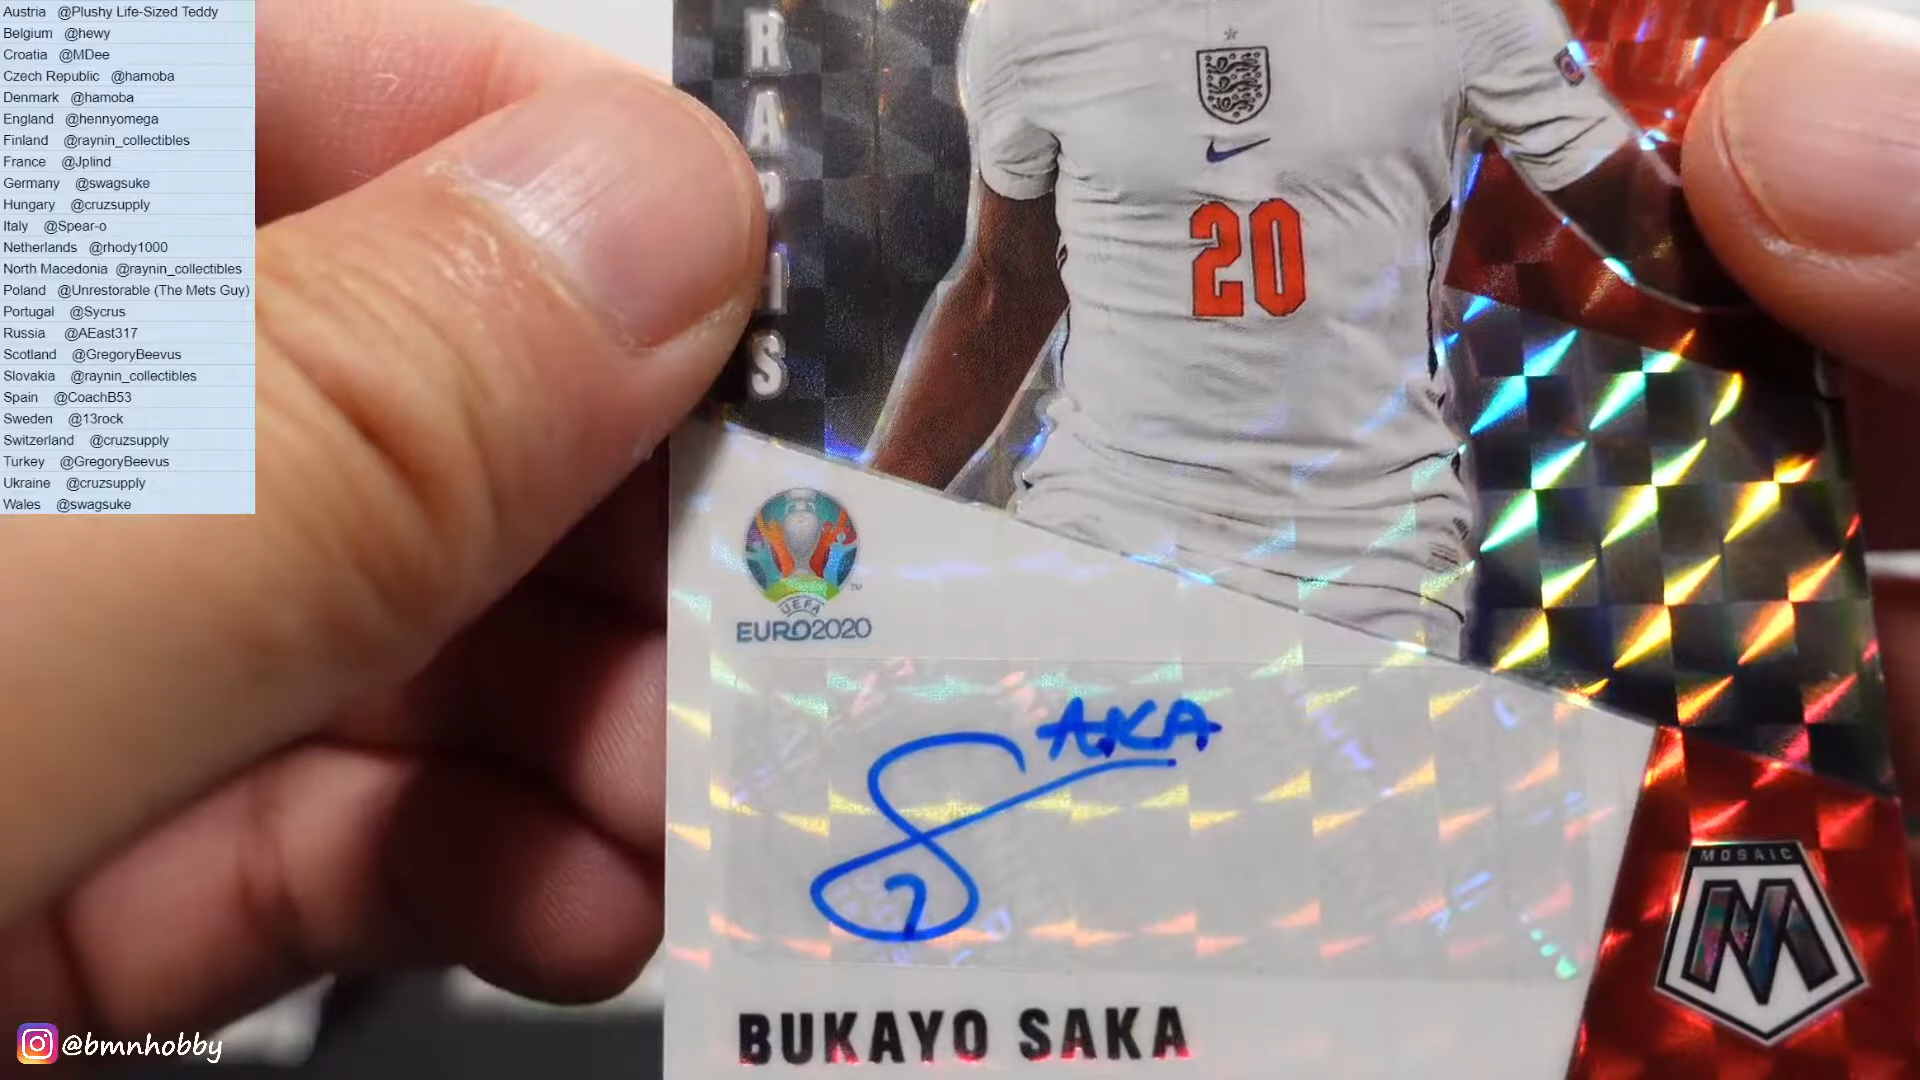 Austria @Plushy Life-Sized Teddy
Belgium @hewy
Croatia @MDee
Czech Republic @hamoba
Denmark @hamoba
England @hennyomega
Finland @raynin_collectibles
France @Jplind
Germany @swagsuke
Hungary @cruzsupply
Italy @Spear-o
Netherlands @rhody1000
North Macedonia @raynin_collectibles
Poland @Unrestorable (The Mets Guy)
Portugal @Sycrus
Russia @AEast317
Scotland @GregoryBeevus
Slovakia @raynin_collectibles
Spain @CoachB53
Sweden @13rock
Switzerland @cruzsupply
Turkey @GregoryBeevus
Ukraine @cruzsupply
Wales @swagsuke
20
UEFA
EURO2020
TM
SAKA
7
BUKAYO SAKA
MOSAIC
M
@bmnhobby